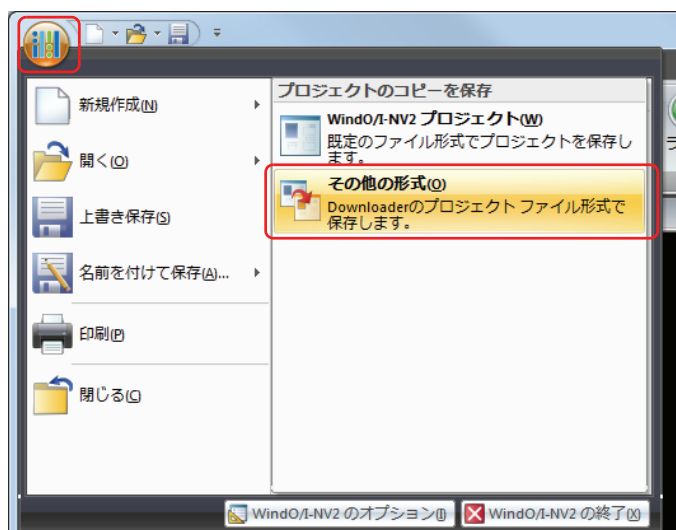 新規作成(N)
開く(O)
上書き保存(S)
名前を付けて保存(A)...
印刷(P)
閉じる(C)
プロジェクトのコピーを保存
WindO/I-NV2 プロジェクト(W)
既定のファイル形式でプロジェクトを保存し
ます。
その他の形式(O)
Downloaderのプロジェクト ファイル形式で
保存します。
WindO/I-NV2 のオプション(I)
WindO/I-NV2 の終了(X)